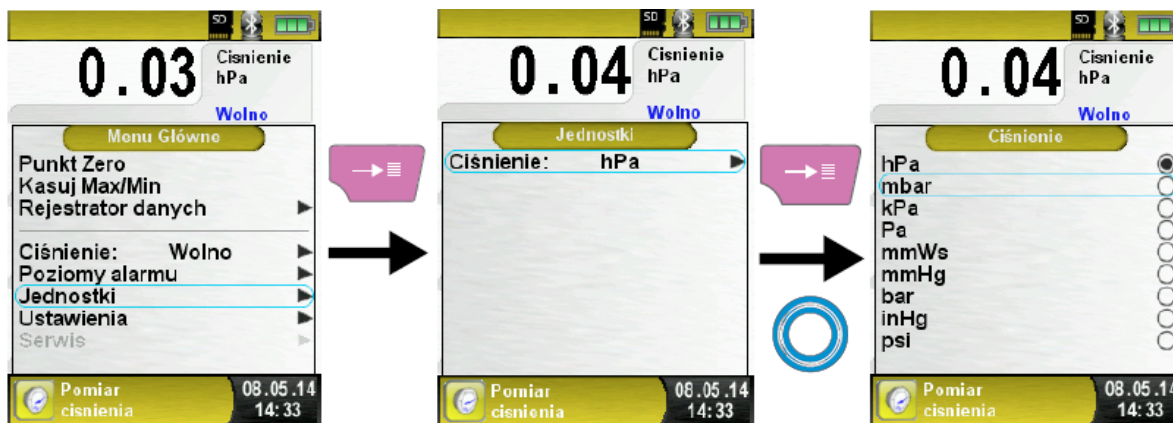 SD
0.03
Cisnienie
hPa
Wolno
Menu Główne
Punkt Zero
Kasuj Max/Min
Rejestrator danych
Ciśnienie: Wolno
Poziomy alarmu
Jednostki
Ustawienia
Serwis
Pomiar
cisnienia
08.05.14
14:33
SD
0.04
Cisnienie
hPa
Wolno
Jednostki
Ciśnienie: hPa
Pomiar
cisnienia
08.05.14
14:33
SD
0.04
Cisnienie
hPa
Wolno
Ciśnienie
hPa
mbar
kPa
Pa
mmWs
mmHg
bar
inHg
psi
Pomiar
cisnienia
08.05.14
14:33